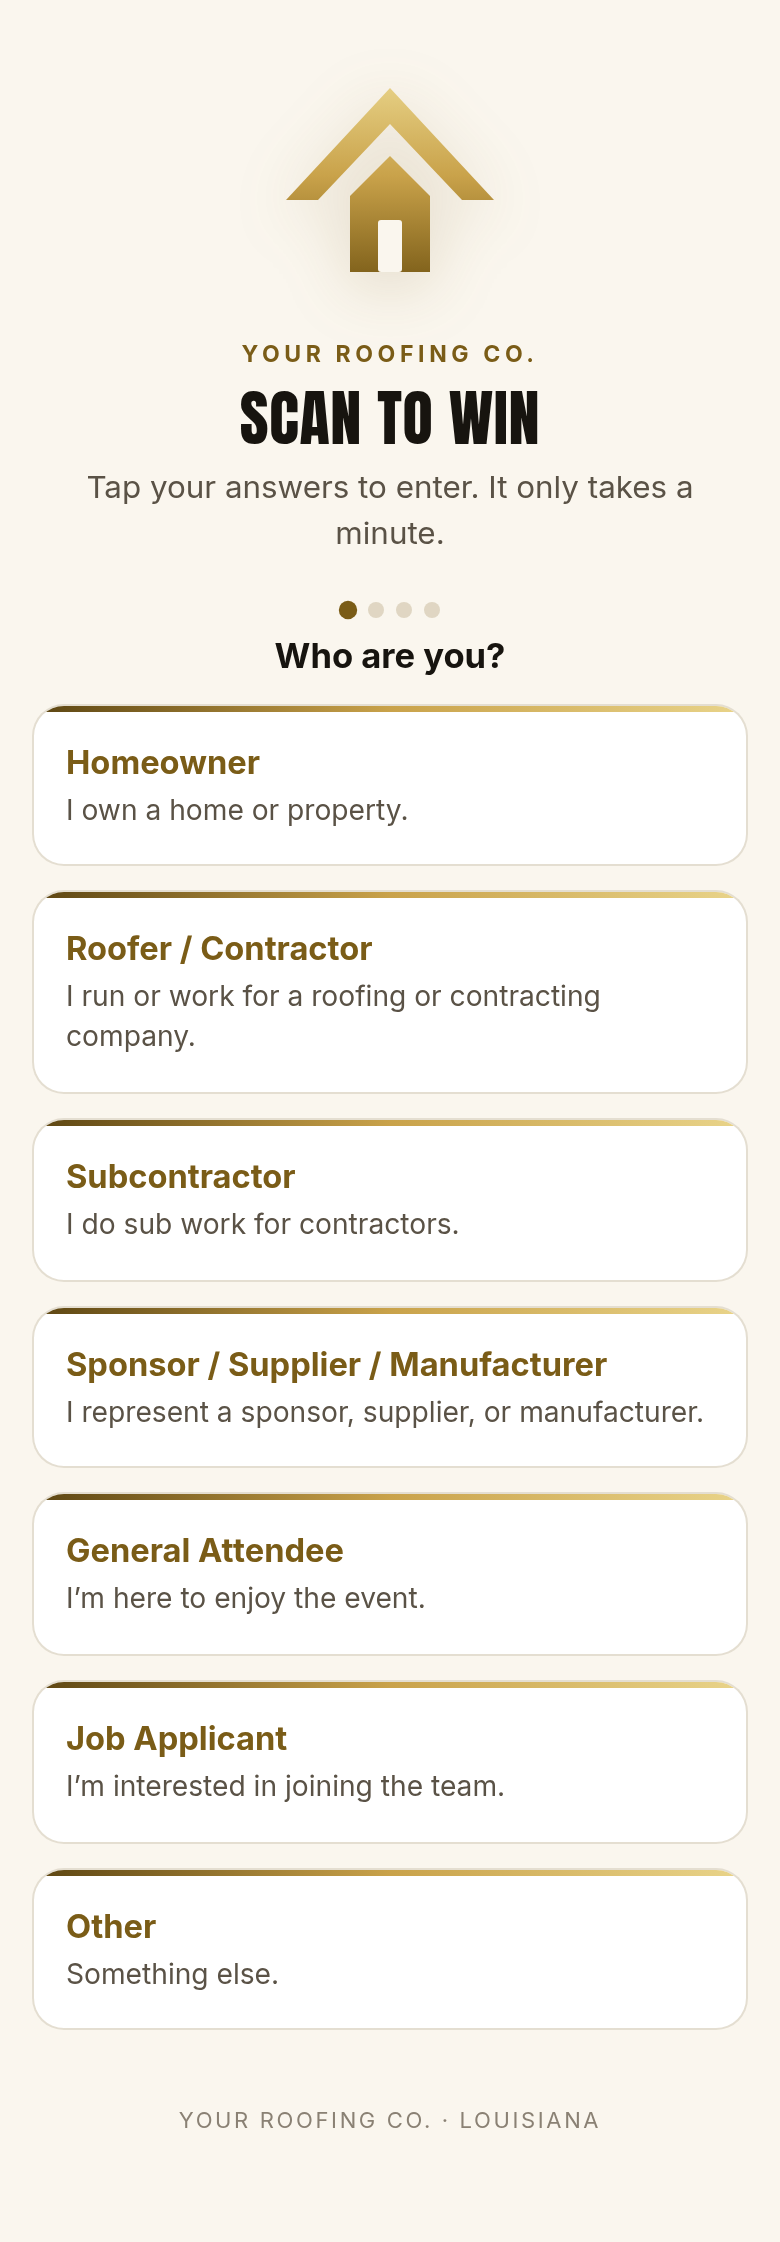 YOUR ROOFING CO.
SCAN TO WIN
Tap your answers to enter. It only takes a
minute.
Who are you?
Homeowner
I own a home or property.
Roofer / Contractor
I run or work for a roofing or contracting
company.
Subcontractor
I do sub work for contractors.
Sponsor / Supplier / Manufacturer
I represent a sponsor, supplier, or manufacturer.
General Attendee
I’m here to enjoy the event.
Job Applicant
I’m interested in joining the team.
Other
Something else.
YOUR ROOFING CO. · LOUISIANA